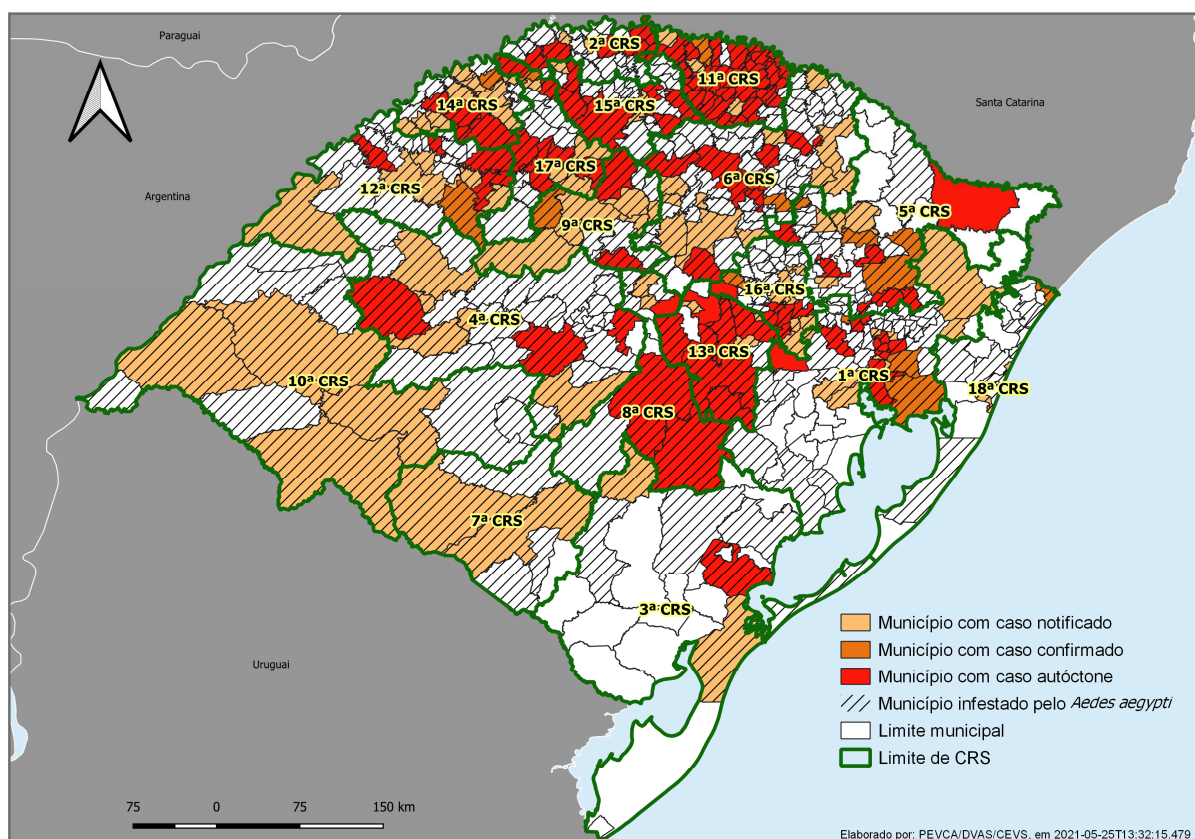 Paraguai
2ª CRS
11ª CRS
14ª CRS
15ª CRS
Santa Catarina
17ª CRS
6ª CRS
12ª CRS
Argentina
5ª CRS
9ª CRS
16ª CRS
4ª CRS
13ª CRS
10ª CRS
1ª CRS
18ª CRS
8ª CRS
7ª CRS
3ª CRS
Uruguai
Município com caso notificado
Município com caso confirmado
Município com caso autóctone
Município infestado pelo Aedes aegypti
Limite municipal
Limite de CRS
75 0 75 150 km
Elaborado por: PEVCA/DVAS/CEVS, em 2021-05-25T13:32:15.479